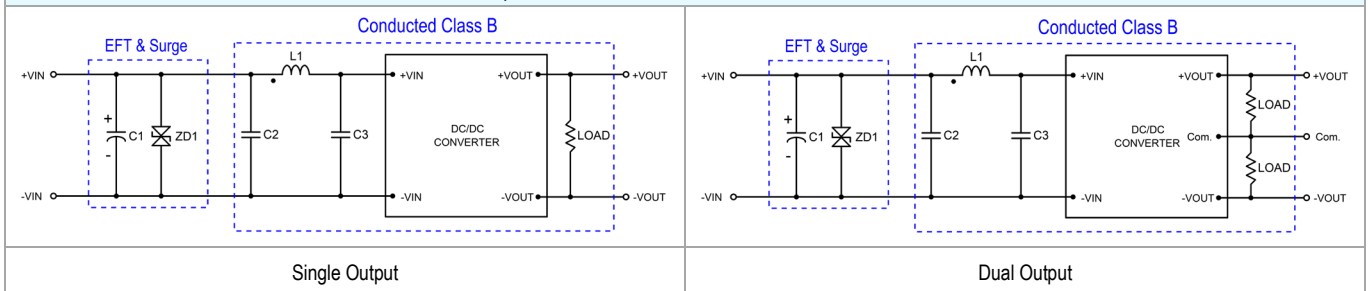 Conducted Class B
EFT & Surge
L1
+VIN
+VIN
+VOUT
+VOUT
+
C1
ZD1
C2
C3
DC/DC
CONVERTER
LOAD
-
-VIN
-VIN
-VOUT
-VOUT
Single Output
Conducted Class B
EFT & Surge
L1
+VIN
+VIN
+VOUT
+VOUT
LOAD
+
C1
ZD1
C2
C3
DC/DC
CONVERTER
Com.
Com.
-
LOAD
-VIN
-VIN
-VOUT
-VOUT
Dual Output